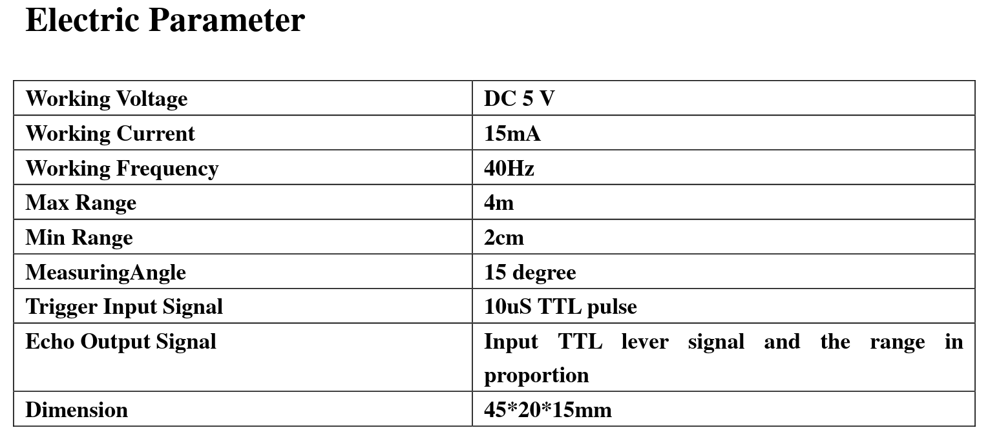 Electric Parameter
Working Voltage DC 5 V
Working Current 15mA
Working Frequency 40Hz
Max Range 4m
Min Range 2cm
MeasuringAngle 15 degree
Trigger Input Signal 10uS TTL pulse
Echo Output Signal Input TTL lever signal and the range in
proportion
Dimension 45*20*15mm